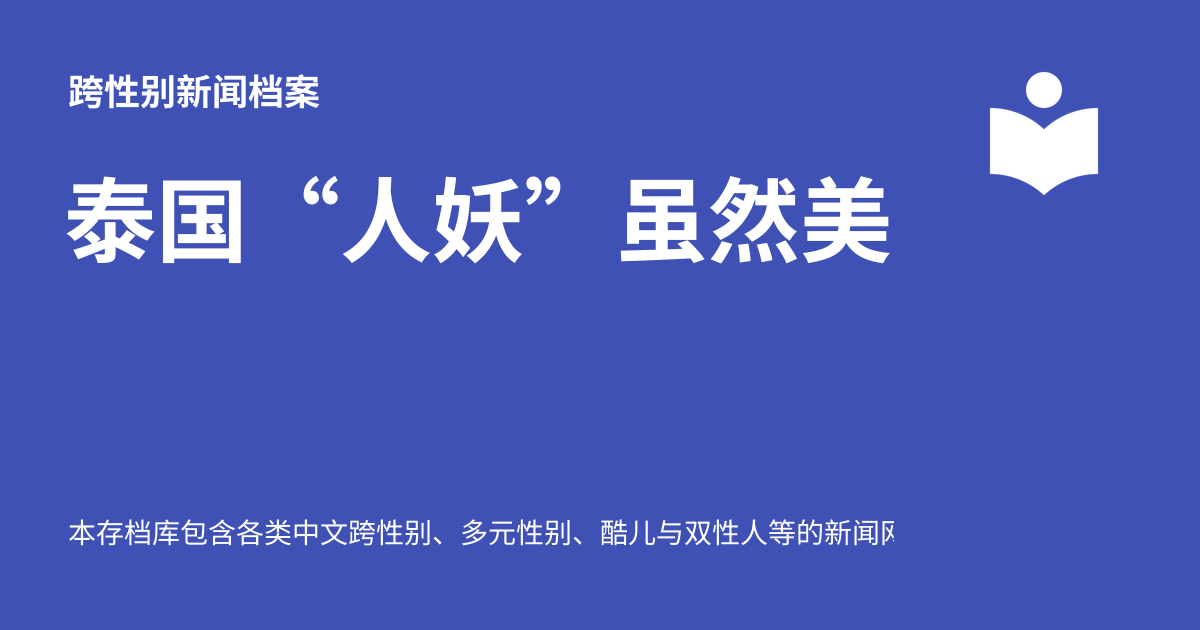 跨性别新闻档案
泰国“人妖”虽然美
本存档库包含各类中文跨性别、多元性别、酷儿与双性人等的新闻